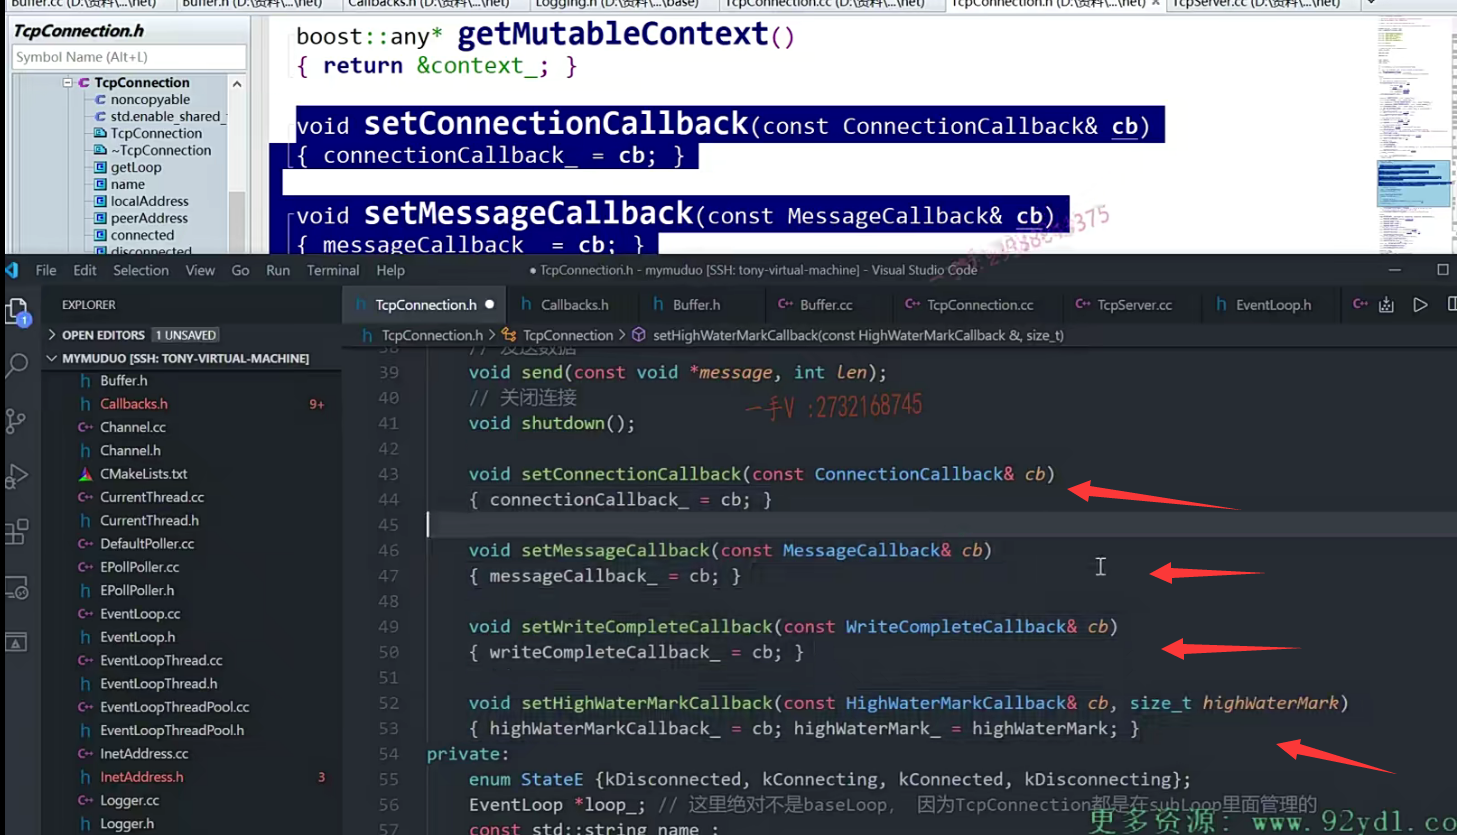 Buffer.cc (D:\资料\...\net)
Buffer.h (D:\资料\...\net)
Callbacks.h (D:\资料\...\net)
Logging.h (D:\资料\...\base)
TcpConnection.cc (D:\资料\...\net)
TcpConnection.h (D:\资料\...\net) ×
TcpServer.cc (D:\资料\...\net)
TcpConnection.h
Symbol Name (Alt+L)
TcpConnection
noncopyable
std.enable_shared_
TcpConnection
~TcpConnection
getLoop
name
localAddress
peerAddress
connected
disconnected
boost::any* getMutableContext()
{ return &context_; }
void setConnectionCallback(const ConnectionCallback& cb)
{ connectionCallback_ = cb; }
void setMessageCallback(const MessageCallback& cb)
{ messageCallback_ = cb; }
File Edit Selection View Go Run Terminal Help
● TcpConnection.h - mymuduo [SSH: tony-virtual-machine] - Visual Studio Code
EXPLORER
1
OPEN EDITORS 1 UNSAVED
MYMUDUO [SSH: TONY-VIRTUAL-MACHINE]
Buffer.h
Callbacks.h 9+
Channel.cc
Channel.h
CMakeLists.txt
CurrentThread.cc
CurrentThread.h
DefaultPoller.cc
EPollPoller.cc
EPollPoller.h
EventLoop.cc
EventLoop.h
EventLoopThread.cc
EventLoopThread.h
EventLoopThreadPool.cc
EventLoopThreadPool.h
InetAddress.cc
InetAddress.h 3
Logger.cc
Logger.h
TcpConnection.h ● Callbacks.h Buffer.h Buffer.cc TcpConnection.cc TcpServer.cc EventLoop.h
TcpConnection.h > TcpConnection > setHighWaterMarkCallback(const HighWaterMarkCallback &, size_t)
38 // 发送数据
39 void send(const void *message, int len);
40 // 关闭连接
41 void shutdown();
42
43 void setConnectionCallback(const ConnectionCallback& cb)
44 { connectionCallback_ = cb; }
45
46 void setMessageCallback(const MessageCallback& cb)
47 { messageCallback_ = cb; }
48
49 void setWriteCompleteCallback(const WriteCompleteCallback& cb)
50 { writeCompleteCallback_ = cb; }
51
52 void setHighWaterMarkCallback(const HighWaterMarkCallback& cb, size_t highWaterMark)
53 { highWaterMarkCallback_ = cb; highWaterMark_ = highWaterMark; }
54 private:
55 enum StateE {kDisconnected, kConnecting, kConnected, kDisconnecting};
56 EventLoop *loop_; // 这里绝对不是baseLoop, 因为TcpConnection都是在subLoop里面管理的
57 const std::string name_;
一手V :2732168745
更多资源: www.92ydl.co